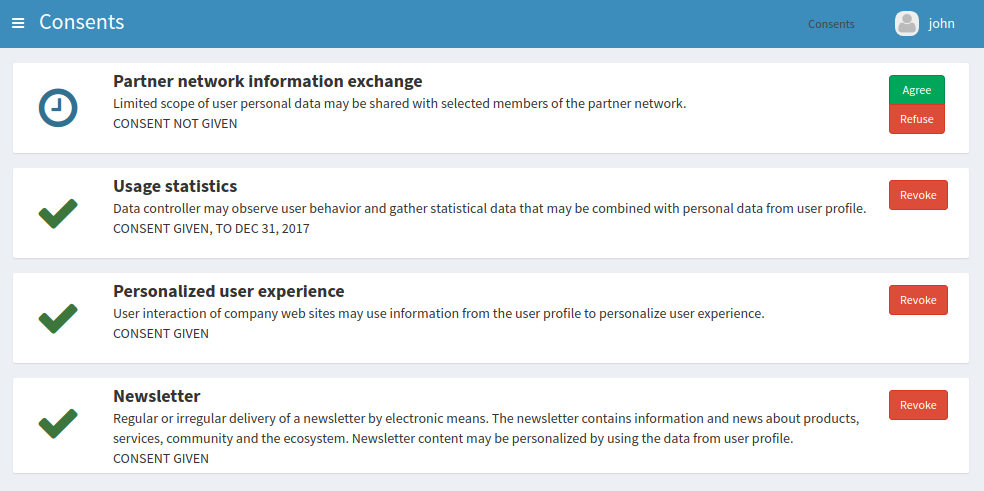 Consents
Consents
john
Partner network information exchange
Limited scope of user personal data may be shared with selected members of the partner network.
CONSENT NOT GIVEN
Agree
Refuse
Usage statistics
Data controller may observe user behavior and gather statistical data that may be combined with personal data from user profile.
CONSENT GIVEN, TO DEC 31, 2017
Revoke
Personalized user experience
User interaction of company web sites may use information from the user profile to personalize user experience.
CONSENT GIVEN
Revoke
Newsletter
Regular or irregular delivery of a newsletter by electronic means. The newsletter contains information and news about products,
services, community and the ecosystem. Newsletter content may be personalized by using the data from user profile.
CONSENT GIVEN
Revoke